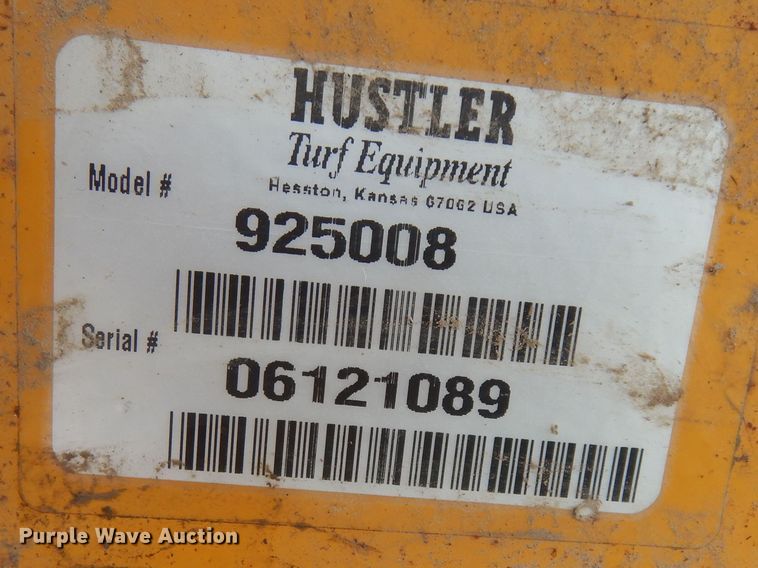 HUSTLER
Turf Equipment
Hesston, Kansas 67062 USA
Model #
925008
Serial #
06121089
Purple Wave Auction